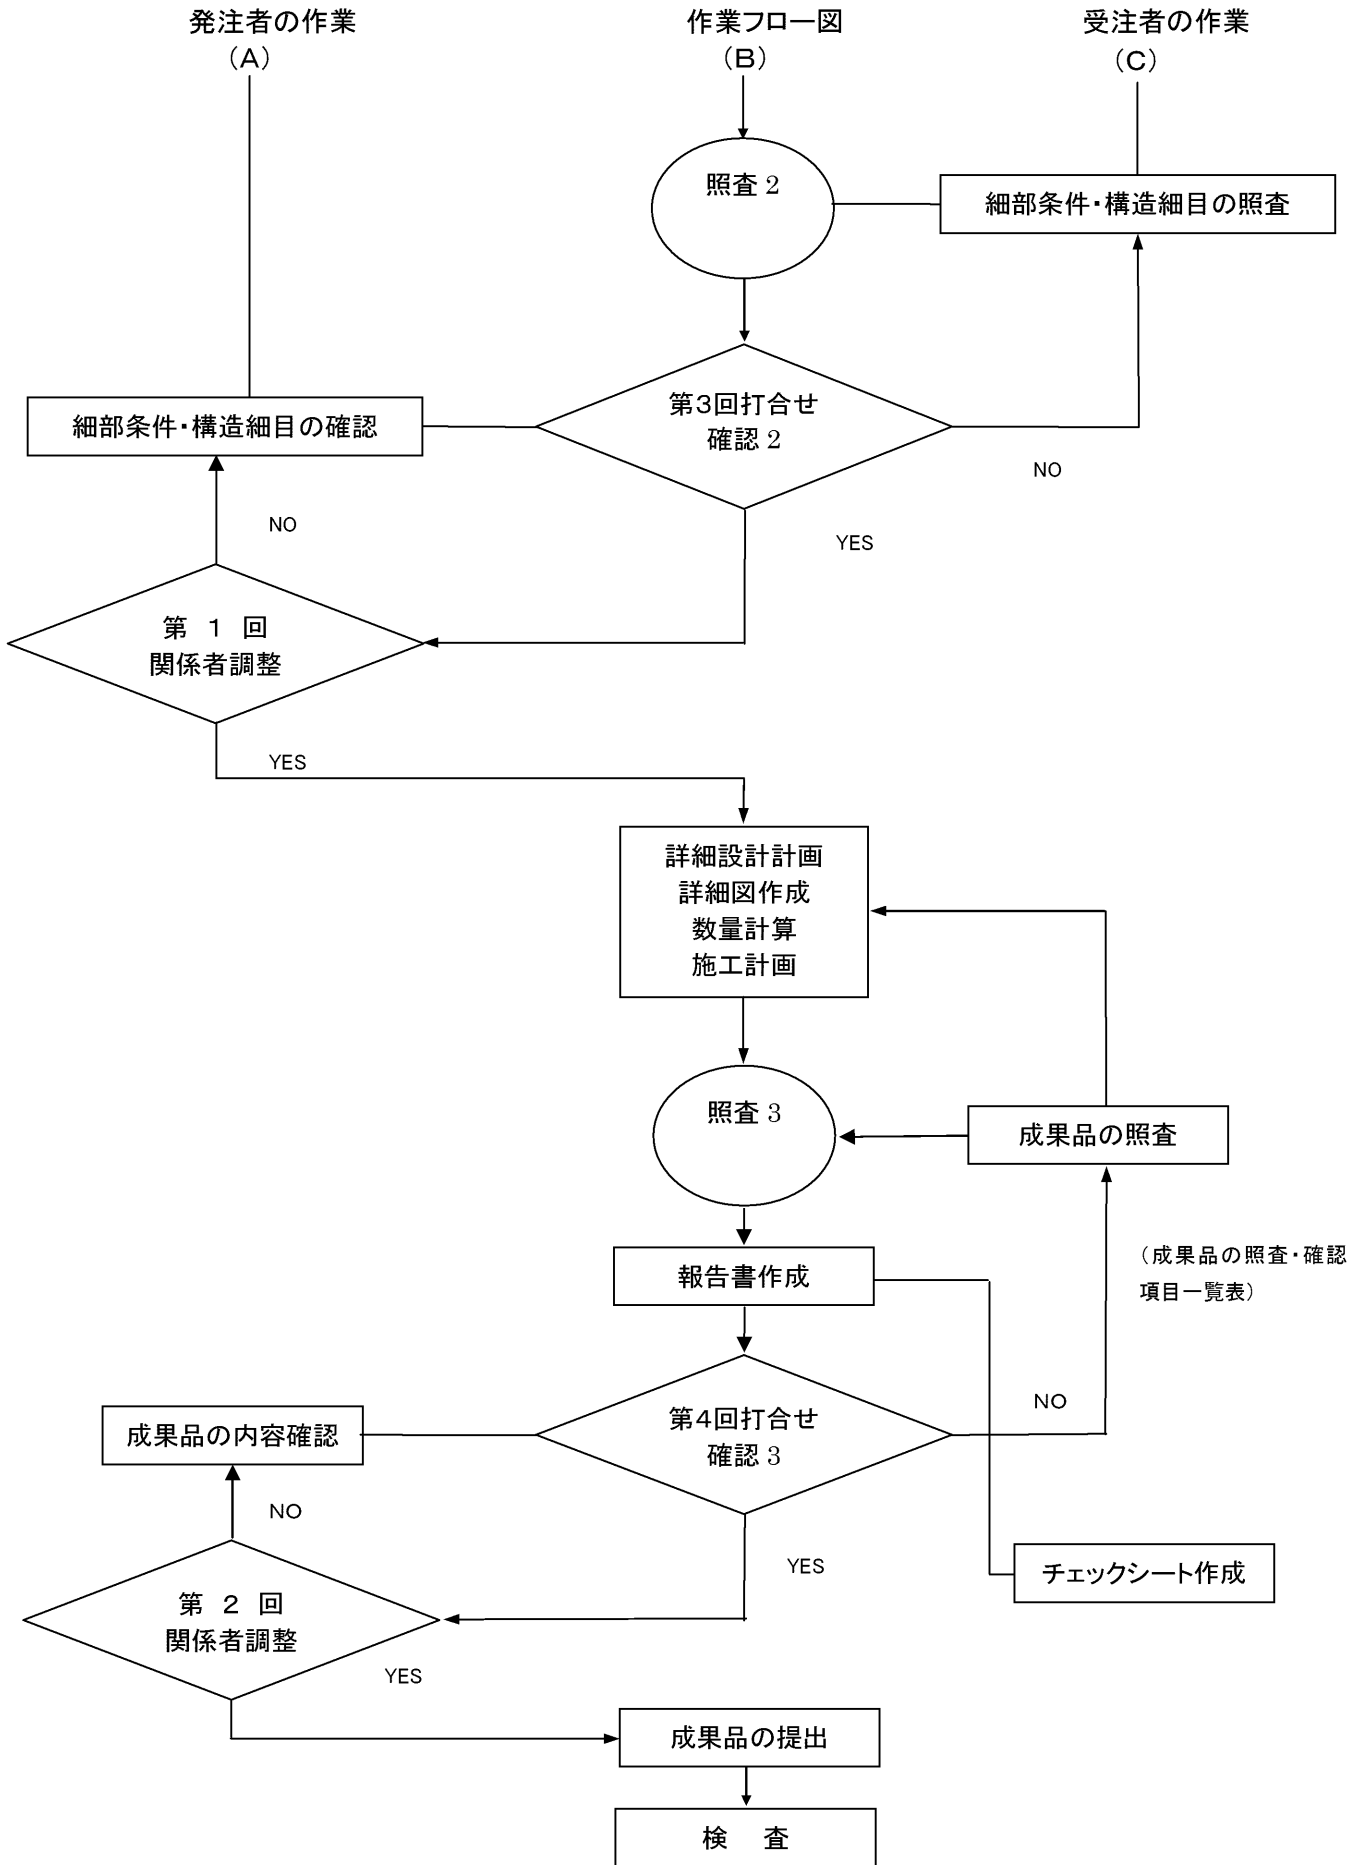 発注者の作業
(A)
作業フロー図
(B)
受注者の作業
(C)
照査 2
細部条件・構造細目の照査
第3回打合せ
確認 2
細部条件・構造細目の確認
NO
NO
YES
第 1 回
関係者調整
YES
詳細設計計画
詳細図作成
数量計算
施工計画
照査 3
成果品の照査
(成果品の照査・確認
項目一覧表)
報告書作成
第4回打合せ
確認 3
NO
成果品の内容確認
NO
YES
チェックシート作成
第 2 回
関係者調整
YES
成果品の提出
検 査